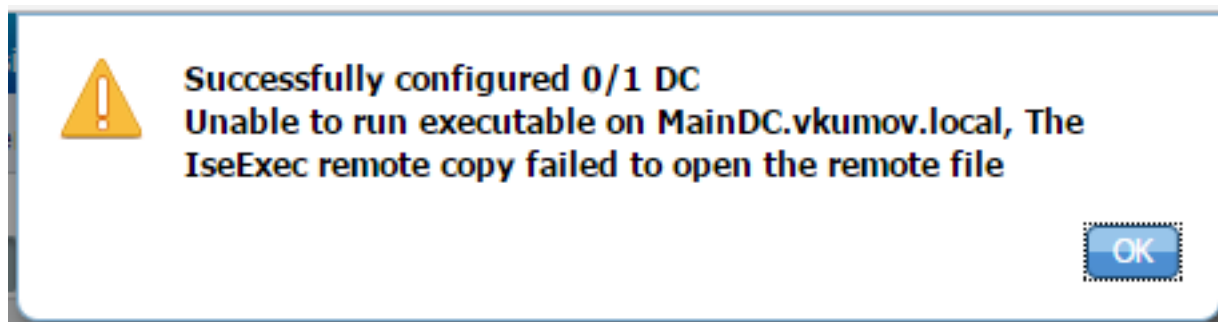 Successfully configured 0/1 DC
Unable to run executable on MainDC.vkumov.local, The
IseExec remote copy failed to open the remote file
OK